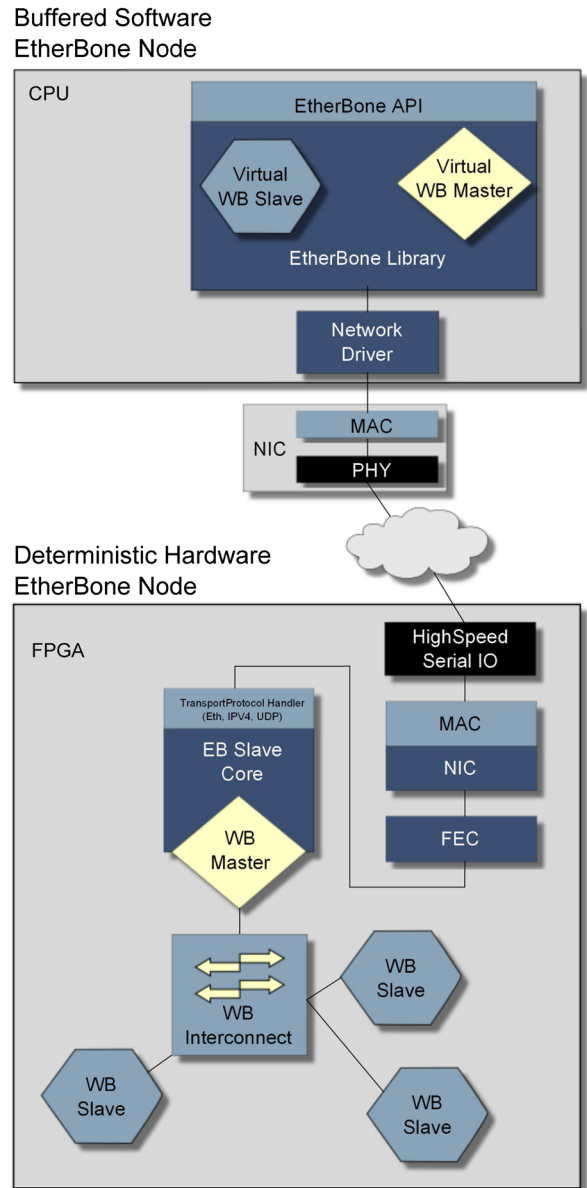 Buffered Software
EtherBone Node
CPU
EtherBone API
Virtual
WB Slave
Virtual
WB Master
EtherBone Library
Network
Driver
NIC
MAC
PHY
Deterministic Hardware
EtherBone Node
FPGA
HighSpeed
Serial IO
MAC
NIC
FEC
TransportProtocol Handler
(Eth, IPV4, UDP)
EB Slave
Core
WB
Master
WB
Interconnect
WB
Slave
WB
Slave
WB
Slave